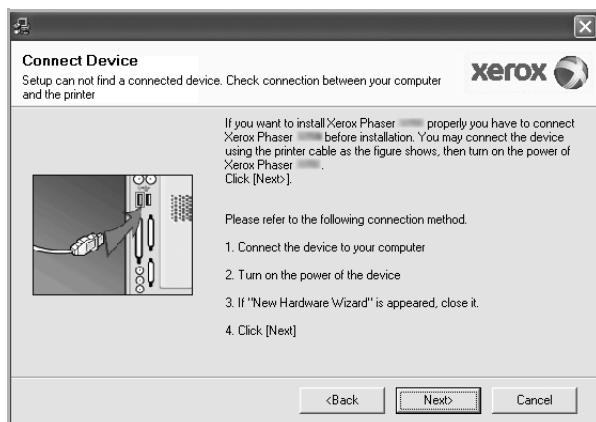 Connect Device
Setup can not find a connected device. Check connection between your computer
and the printer
xerox
If you want to install Xerox Phaser properly you have to connect
Xerox Phaser before installation. You may connect the device
using the printer cable as the figure shows, then turn on the power of
Xerox Phaser .
Click [Next>].
Please refer to the following connection method.
1. Connect the device to your computer
2. Turn on the power of the device
3. If "New Hardware Wizard" is appeared, close it.
4. Click [Next]
<Back
Next>
Cancel